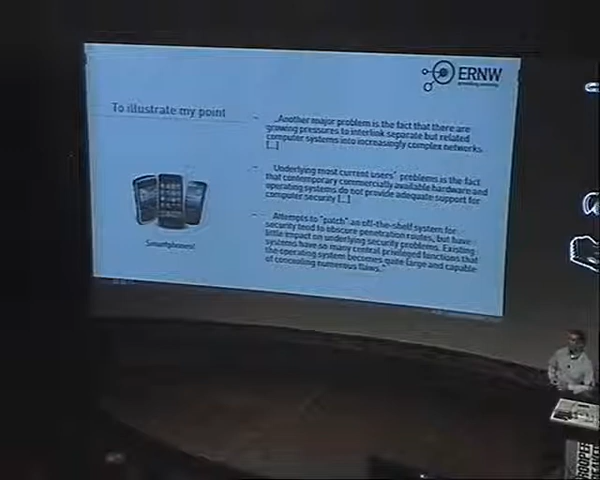 ERNW
To illustrate my point
– „Another major problem is the fact that there are
growing pressures to interlink separate but related
computer systems into increasingly complex networks.
[...]
– Underlying most current users' problems is the fact
that contemporary commercially available hardware and
operating systems do not provide adequate support for
computer security [...]
– Attempts to "patch" an off-the-shelf system for
security tend to obscure penetration routes, but have
little impact on underlying security problems. Existing
systems have so many control privileged functions that
the operating system becomes quite large and capable
of concealing numerous flaws."
Smartphones!